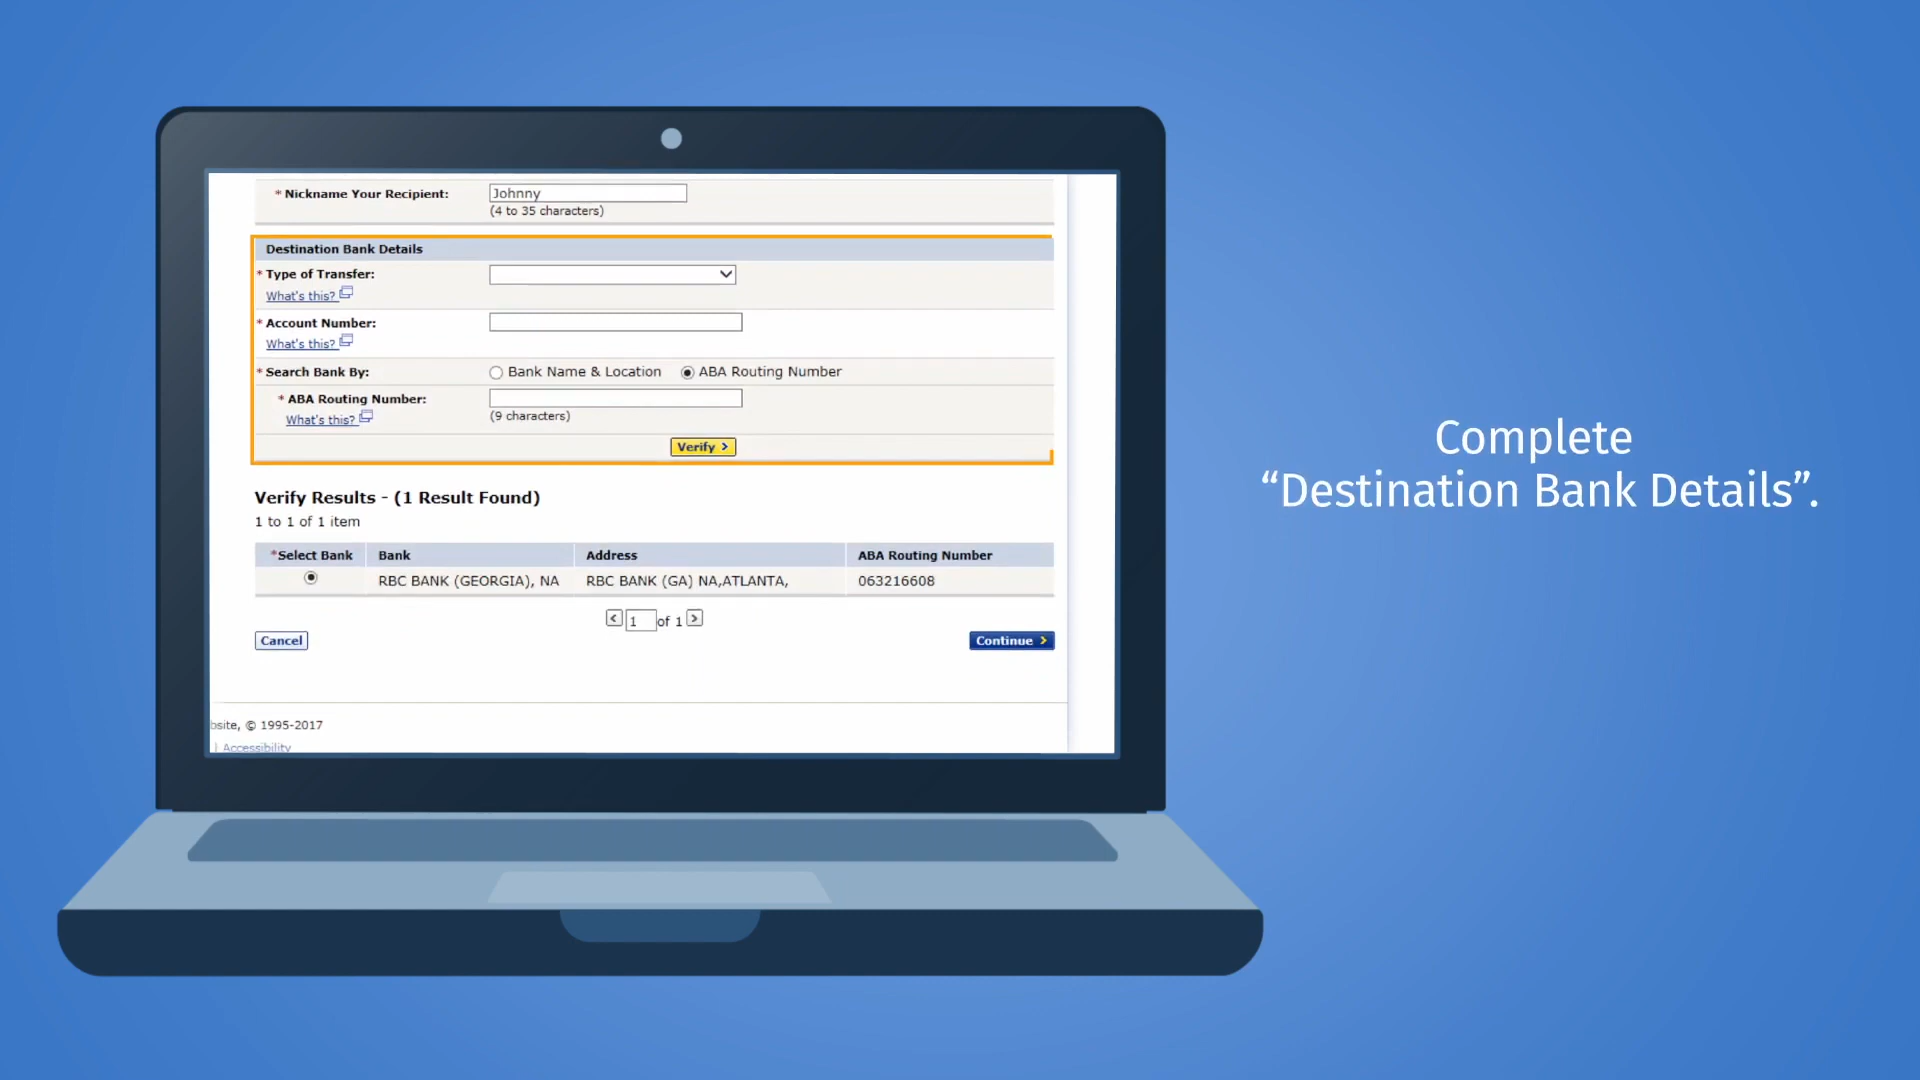 * Nickname Your Recipient: Johnny
(4 to 35 characters)
Destination Bank Details
* Type of Transfer:
What's this?
* Account Number:
What's this?
* Search Bank By: Bank Name & Location ABA Routing Number
* ABA Routing Number:
(9 characters)
What's this?
Verify >
Verify Results - (1 Result Found)
1 to 1 of 1 item
*Select Bank Bank Address ABA Routing Number
RBC BANK (GEORGIA), NA RBC BANK (GA) NA,ATLANTA, 063216608
< 1 of 1 >
Cancel Continue >
bsite, © 1995-2017
| Accessibility
Complete
“Destination Bank Details”.